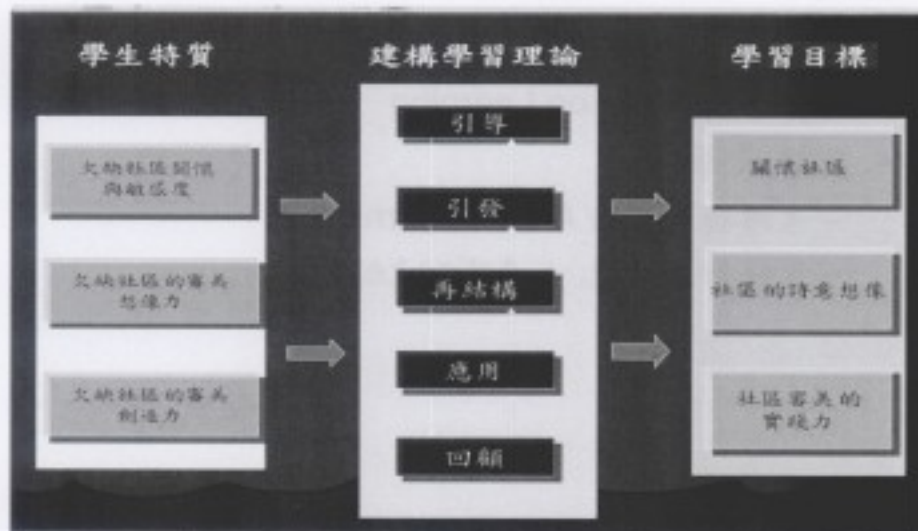 學生特質
欠缺社區關懷
與敏感度
欠缺社區的審美
想像力
欠缺社區的審美
創造力
建構學習理論
引導
引發
再結構
應用
回顧
學習目標
關懷社區
社區的詩意想像
社區審美的
實踐力